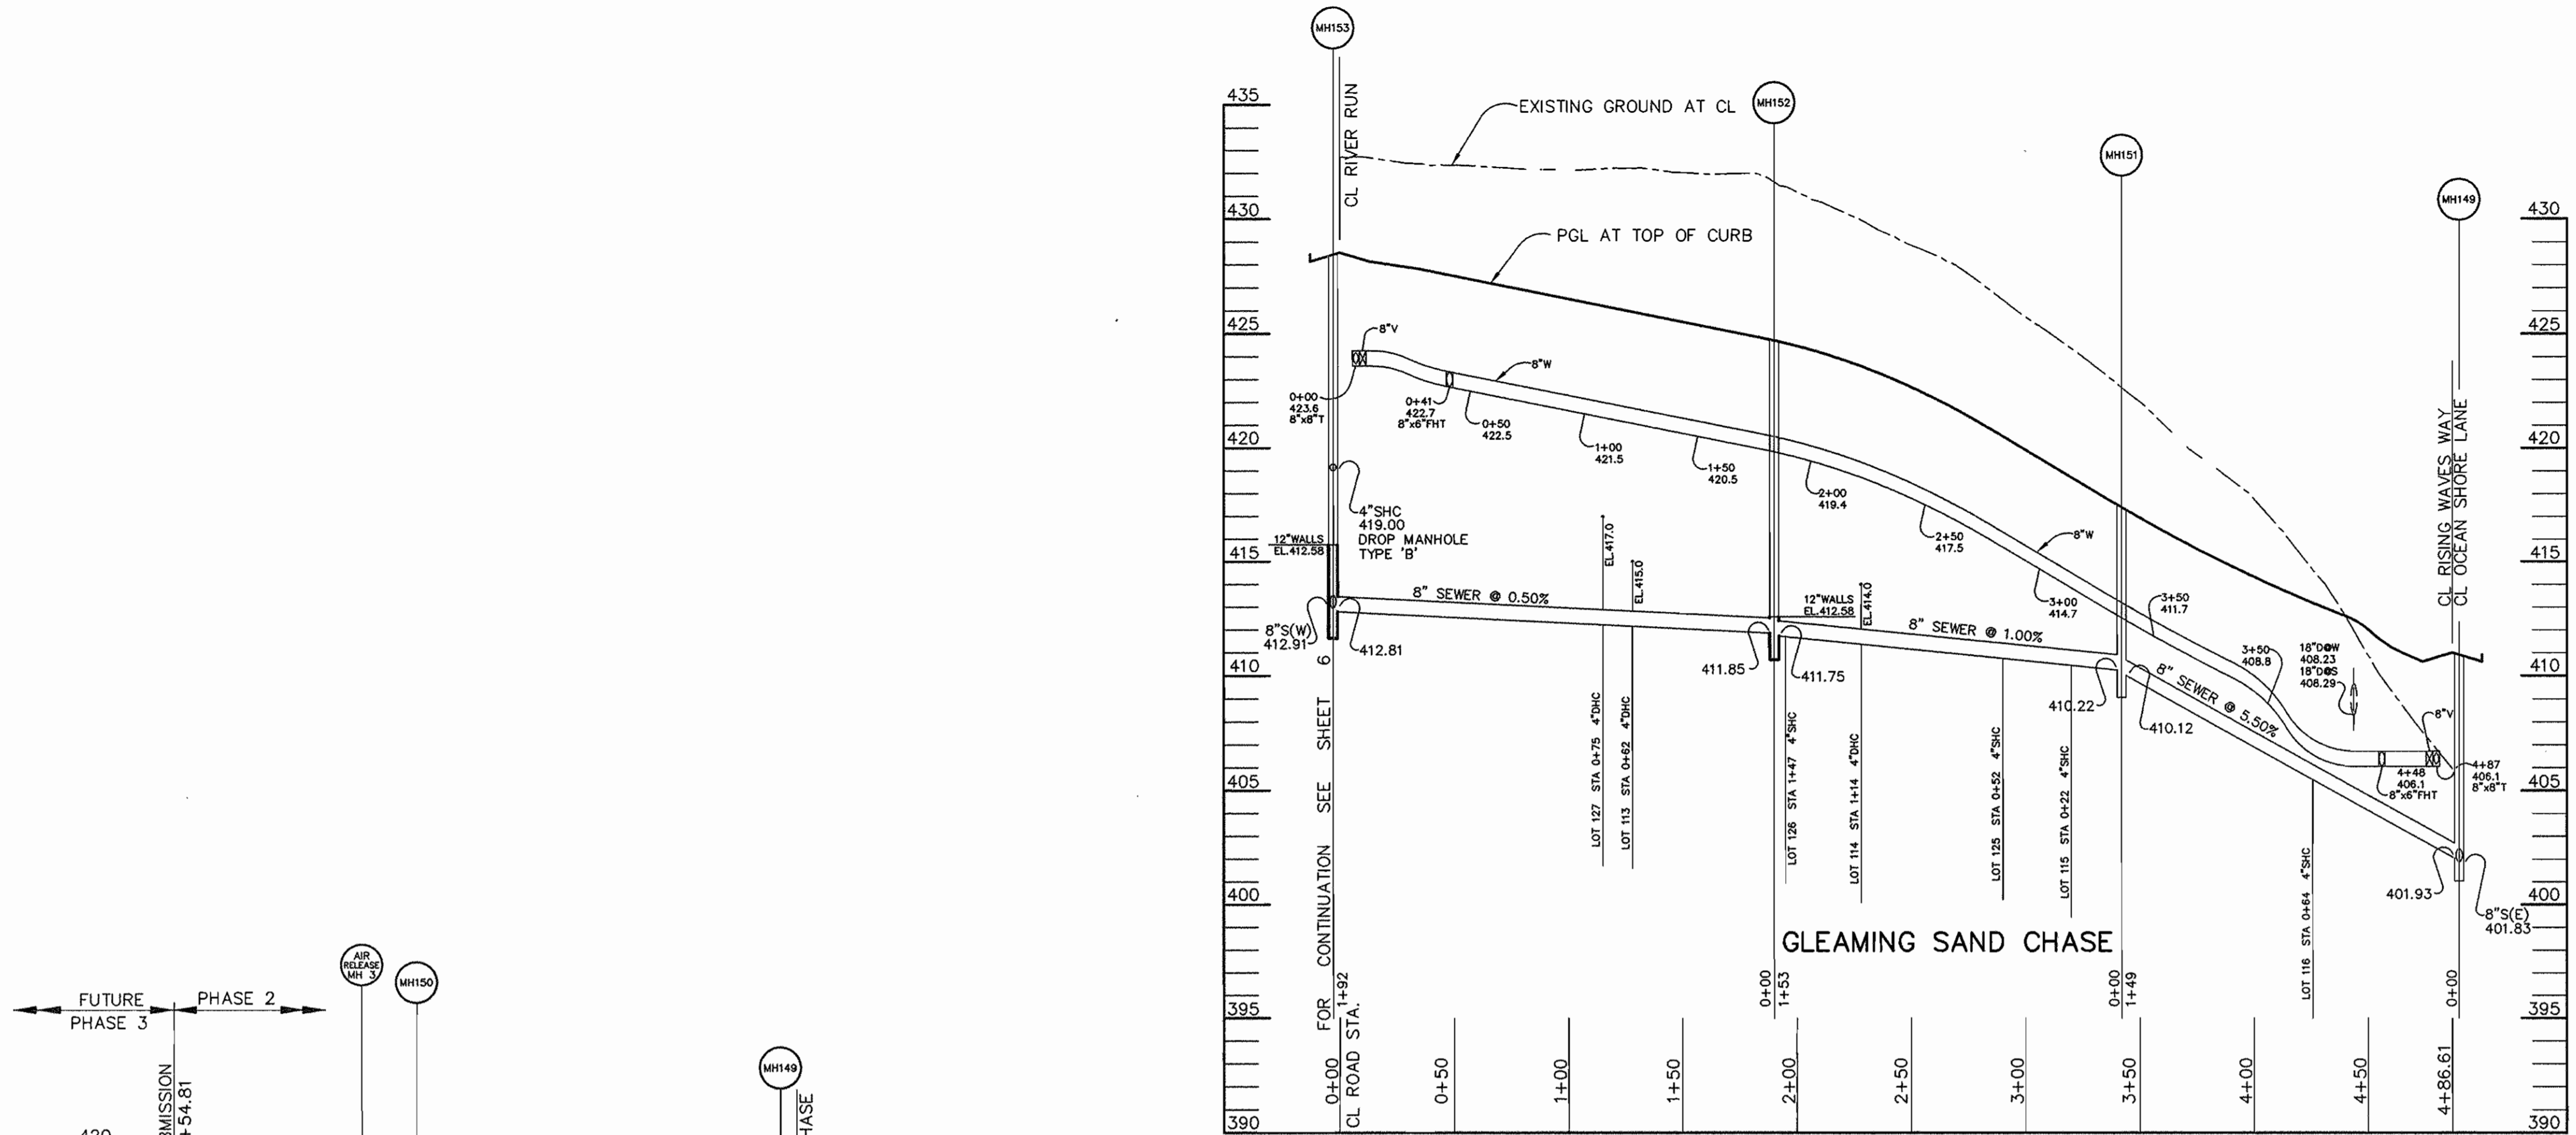 MH153
MH152
MH151
MH149
435
430
425
420
415
410
405
400
395
390
430
425
420
415
410
405
400
395
390
CL RIVER RUN
EXISTING GROUND AT CL
PGL AT TOP OF CURB
8"V
8"W
0+00
423.6
8"x8"T
0+41
422.7
8"x6"FHT
0+50
422.5
1+00
421.5
1+50
420.5
2+00
419.4
2+50
417.5
8"W
3+00
414.7
3+50
411.7
3+50
408.8
18"D@W
408.23
18"D@S
408.29
8"V
4+48
406.1
8"x6"FHT
4+87
406.1
8"x8"T
CL RISING WAVES WAY
CL OCEAN SHORE LANE
4"SHC
419.00
DROP MANHOLE
TYPE 'B'
12"WALLS
EL.412.58
8"S(W)
412.91
412.81
8" SEWER @ 0.50%
EL.417.0
EL.415.0
12"WALLS
EL.412.58
EL.414.0
411.85
411.75
8" SEWER @ 1.00%
410.22
410.12
8" SEWER @ 5.50%
401.93
8"S(E)
401.83
LOT 127 STA 0+75 4"DHC
LOT 113 STA 0+62 4"DHC
LOT 126 STA 1+47 4"SHC
LOT 114 STA 1+14 4"DHC
LOT 125 STA 0+52 4"SHC
LOT 115 STA 0+22 4"SHC
LOT 116 STA 0+64 4"SHC
FOR CONTINUATION SEE SHEET 6
GLEAMING SAND CHASE
1+92
0+00
1+53
0+00
1+49
0+00
CL ROAD STA.
0+00
0+50
1+00
1+50
2+00
2+50
3+00
3+50
4+00
4+50
4+86.61
FUTURE
PHASE 3
PHASE 2
AIR
RELEASE
MH 3
MH150
MH149
+54.81